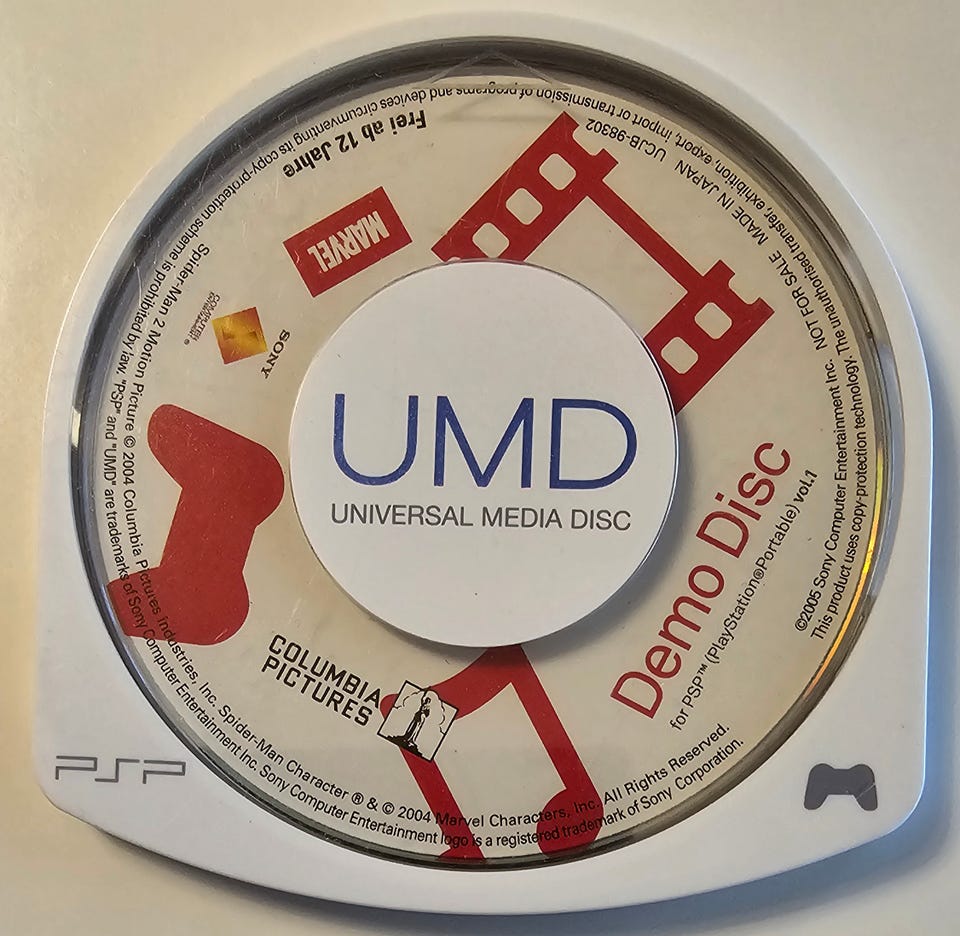 UMD
UNIVERSAL MEDIA DISC
Demo Disc
for PSP™ (PlayStation®Portable) vol.1
COLUMBIA
PICTURES
SONY
COMPUTER
ENTERTAINMENT ®
MARVEL
Frei ab 12 Jahre
Spider-Man 2 Motion Picture © 2004 Columbia Pictures Industries, Inc. Spider-Man Character ® & © 2004 Marvel Characters, Inc. All Rights Reserved.
©2005 Sony Computer Entertainment Inc. NOT FOR SALE MADE IN JAPAN UCJB-98302
This product uses copy-protection technology. The unauthorised transfer, exhibition, export, import or transmission of programs and devices circumventing its copy-protection scheme is prohibited by law. "PSP" and "UMD" are trademarks of Sony Computer Entertainment Inc. Sony Computer Entertainment logo is a registered trademark of Sony Corporation.
PSP